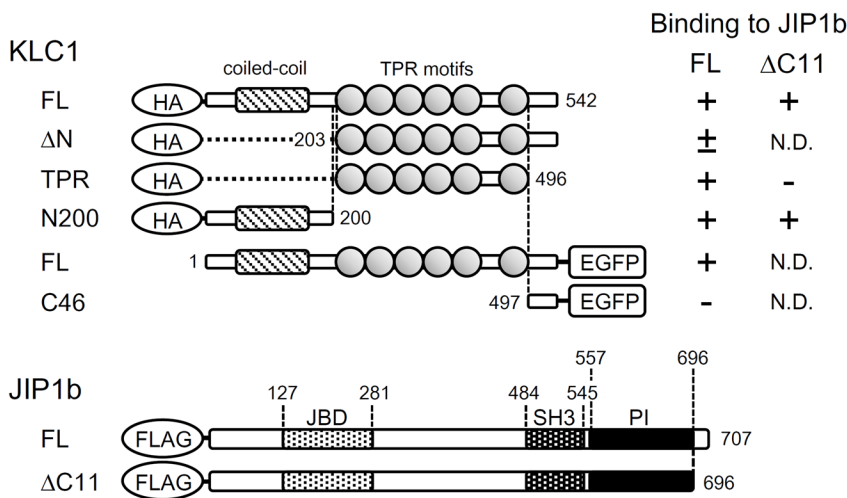 Binding to JIP1b
KLC1
FL ΔC11
coiled-coil TPR motifs
FL HA 542 + +
ΔN HA 203 ± N.D.
TPR HA 496 + -
N200 HA 200 + +
FL 1 EGFP + N.D.
C46 497 EGFP - N.D.
557 696
JIP1b
127 281 484 545
JBD SH3 PI
FL FLAG 707
ΔC11 FLAG 696